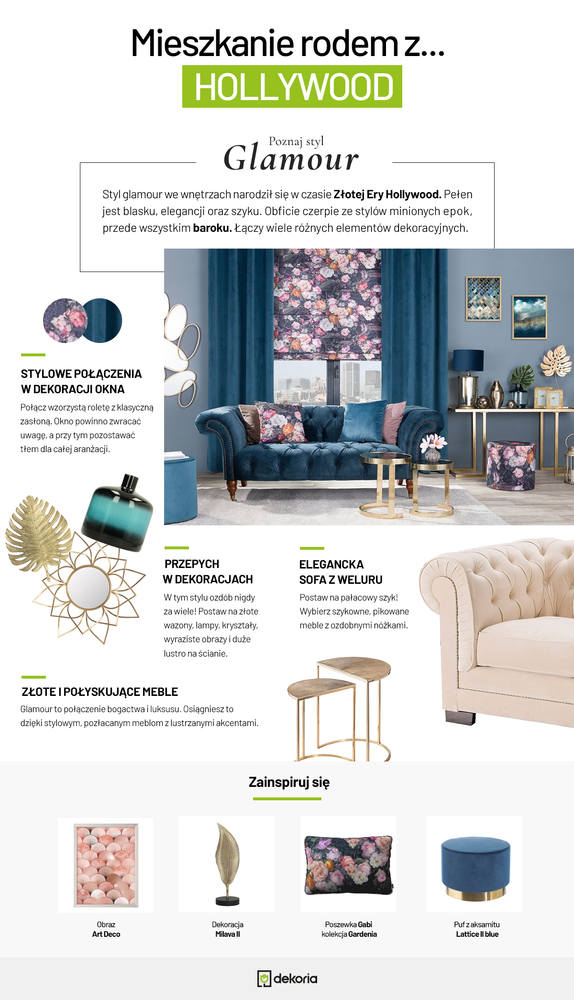 Mieszkanie rodem z...
HOLLYWOOD
Poznaj styl
Glamour
Styl glamour we wnętrzach narodził się w czasie Złotej Ery Hollywood. Pełen
jest blasku, elegancji oraz szyku. Obficie czerpie ze stylów minionych epok,
przede wszystkim baroku. Łączy wiele różnych elementów dekoracyjnych.
STYLOWE POŁĄCZENIA
W DEKORACJI OKNA
Połącz wzorzystą roletę z klasyczną
zasłoną. Okno powinno zwracać
uwagę, a przy tym pozostawać
tłem dla całej aranżacji.
PRZEPYCH
W DEKORACJACH
W tym stylu ozdób nigdy
za wiele! Postaw na złote
wazony, lampy, kryształy,
wyraziste obrazy i duże
lustro na ścianie.
ELEGANCKA
SOFA Z WELURU
Postaw na pałacowy szyk!
Wybierz szykowne, pikowane
meble z ozdobnymi nóżkami.
ZŁOTE I POŁYSKUJĄCE MEBLE
Glamour to połączenie bogactwa i luksusu. Osiągniesz to
dzięki stylowym, pozłacanym meblom z lustrzanymi akcentami.
Zainspiruj się
Obraz
Art Deco
Dekoracja
Milava II
Poszewka Gabi
kolekcja Gardenia
Puf z aksamitu
Lattice II blue
dekoria